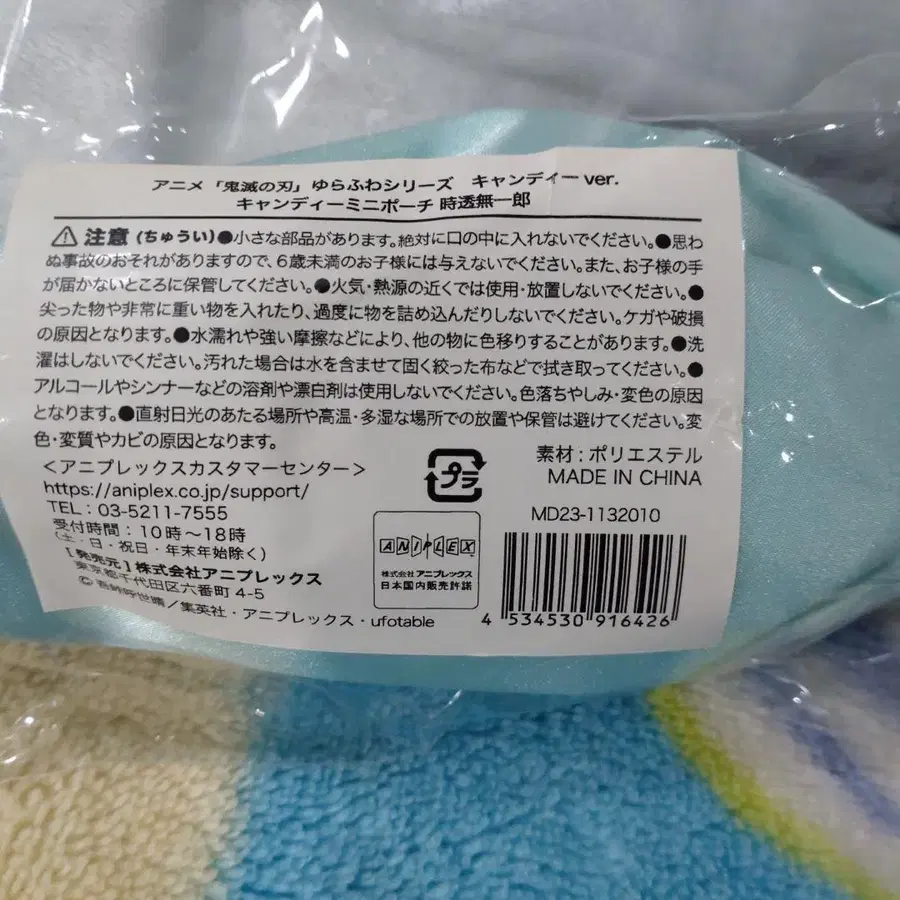 アニメ「鬼滅の刃」ゆらふわシリーズ キャンディー ver.
キャンディーミニポーチ 時透無一郎
⚠注意(ちゅうい)●小さな部品があります。絶対に口の中に入れないでください。●思わ
ぬ事故のおそれがありますので、6歳未満のお子様には与えないでください。また、お子様の手
が届かないところに保管してください。●火気・熱源の近くでは使用・放置しないでください。●
尖った物や非常に重い物を入れたり、過度に物を詰め込んだりしないでください。ケガや破損
の原因となります。●水濡れや強い摩擦などにより、他の物に色移りすることがあります。●洗
濯はしないでください。汚れた場合は水を含ませて固く絞った布などで拭き取ってください。●
アルコールやシンナーなどの溶剤や漂白剤は使用しないでください。色落ちやしみ・変色の原因
となります。●直射日光のあたる場所や高温・多湿な場所での放置や保管は避けてください。変
色・変質やカビの原因となります。
<アニプレックスカスタマーセンター>
https://aniplex.co.jp/support/
TEL:03-5211-7555
受付時間:10時〜18時
(土・日・祝日・年末年始除く)
[発売元]株式会社アニプレックス
東京都千代田区六番町 4-5
©吾峠呼世晴/集英社・アニプレックス・ufotable
プラ
素材:ポリエステル
MADE IN CHINA
MD23-1132010
ANIPLEX
株式会社 アニプレックス
日本国内販売許諾
4 534530 916426